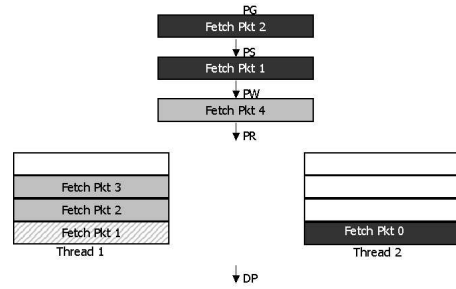 PG
Fetch Pkt 2
PS
Fetch Pkt 1
PW
Fetch Pkt 4
PR
Fetch Pkt 3
Fetch Pkt 2
Fetch Pkt 1
Thread 1
Fetch Pkt 0
Thread 2
DP